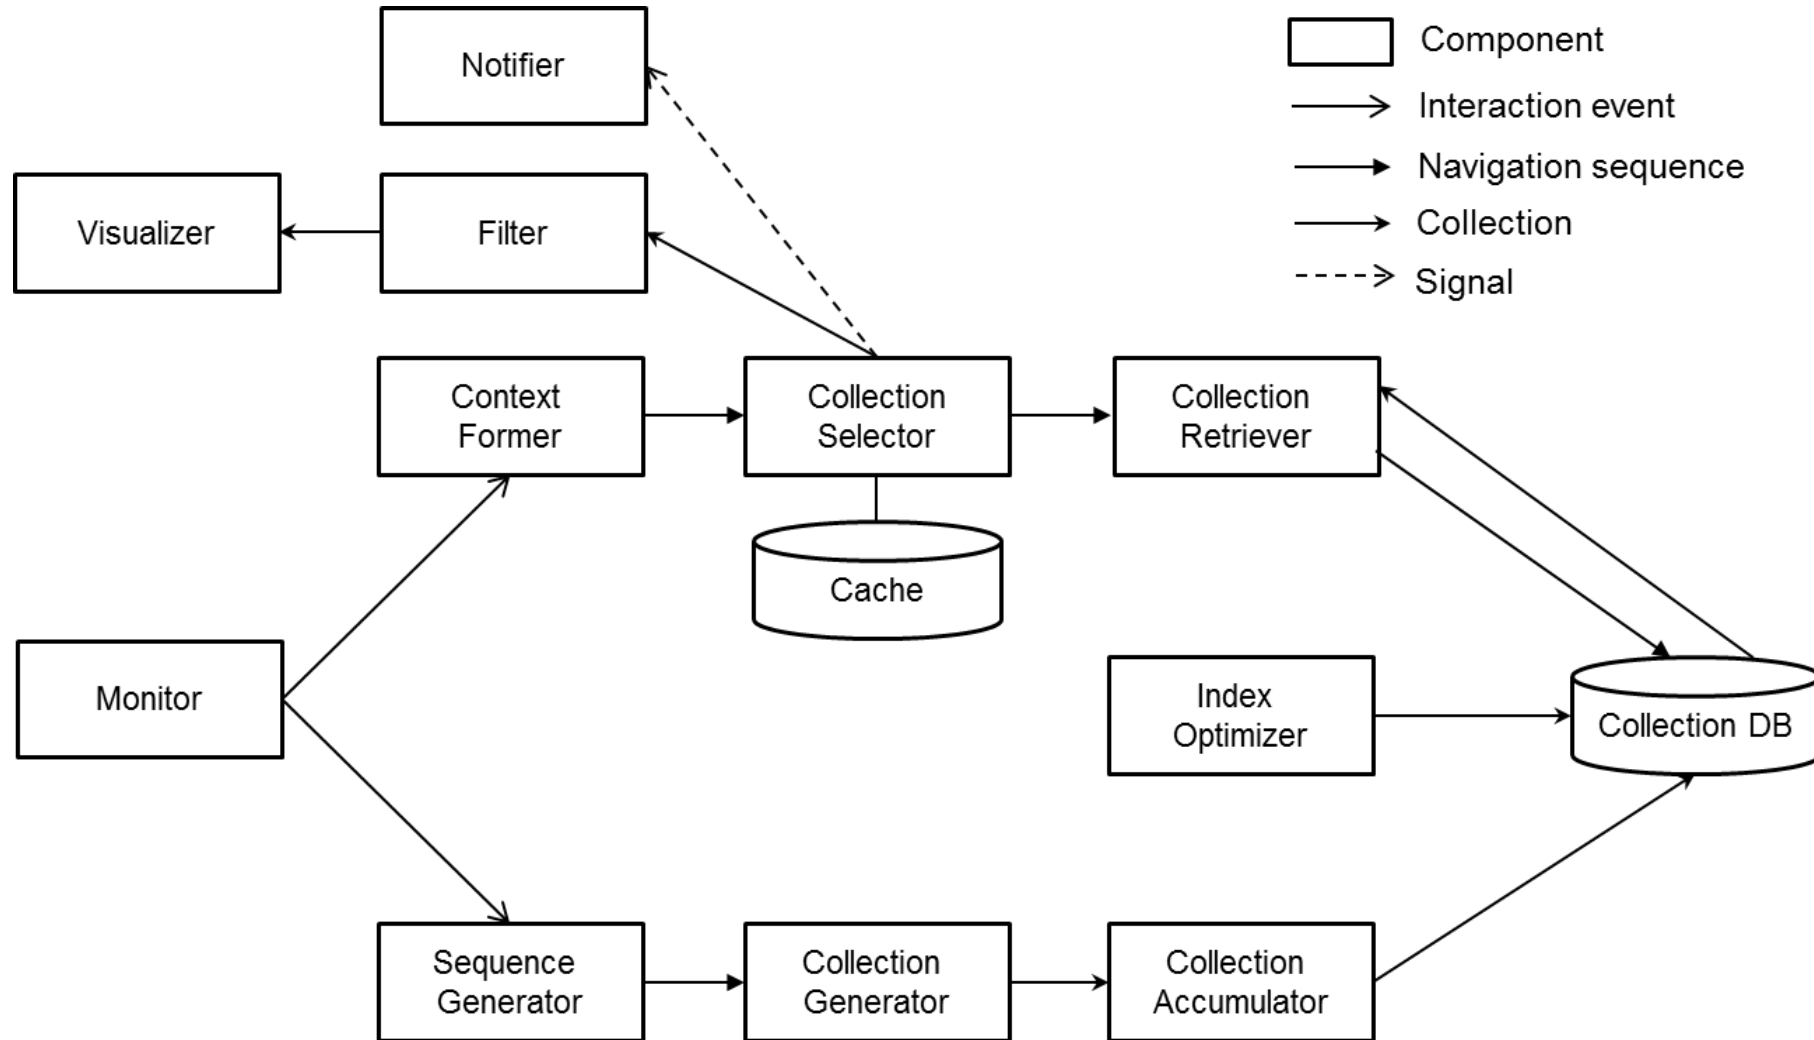 Notifier
Component
Interaction event
Navigation sequence
Collection
Signal
Visualizer
Filter
Context
Former
Collection
Selector
Collection
Retriever
Cache
Monitor
Index
Optimizer
Collection DB
Sequence
Generator
Collection
Generator
Collection
Accumulator